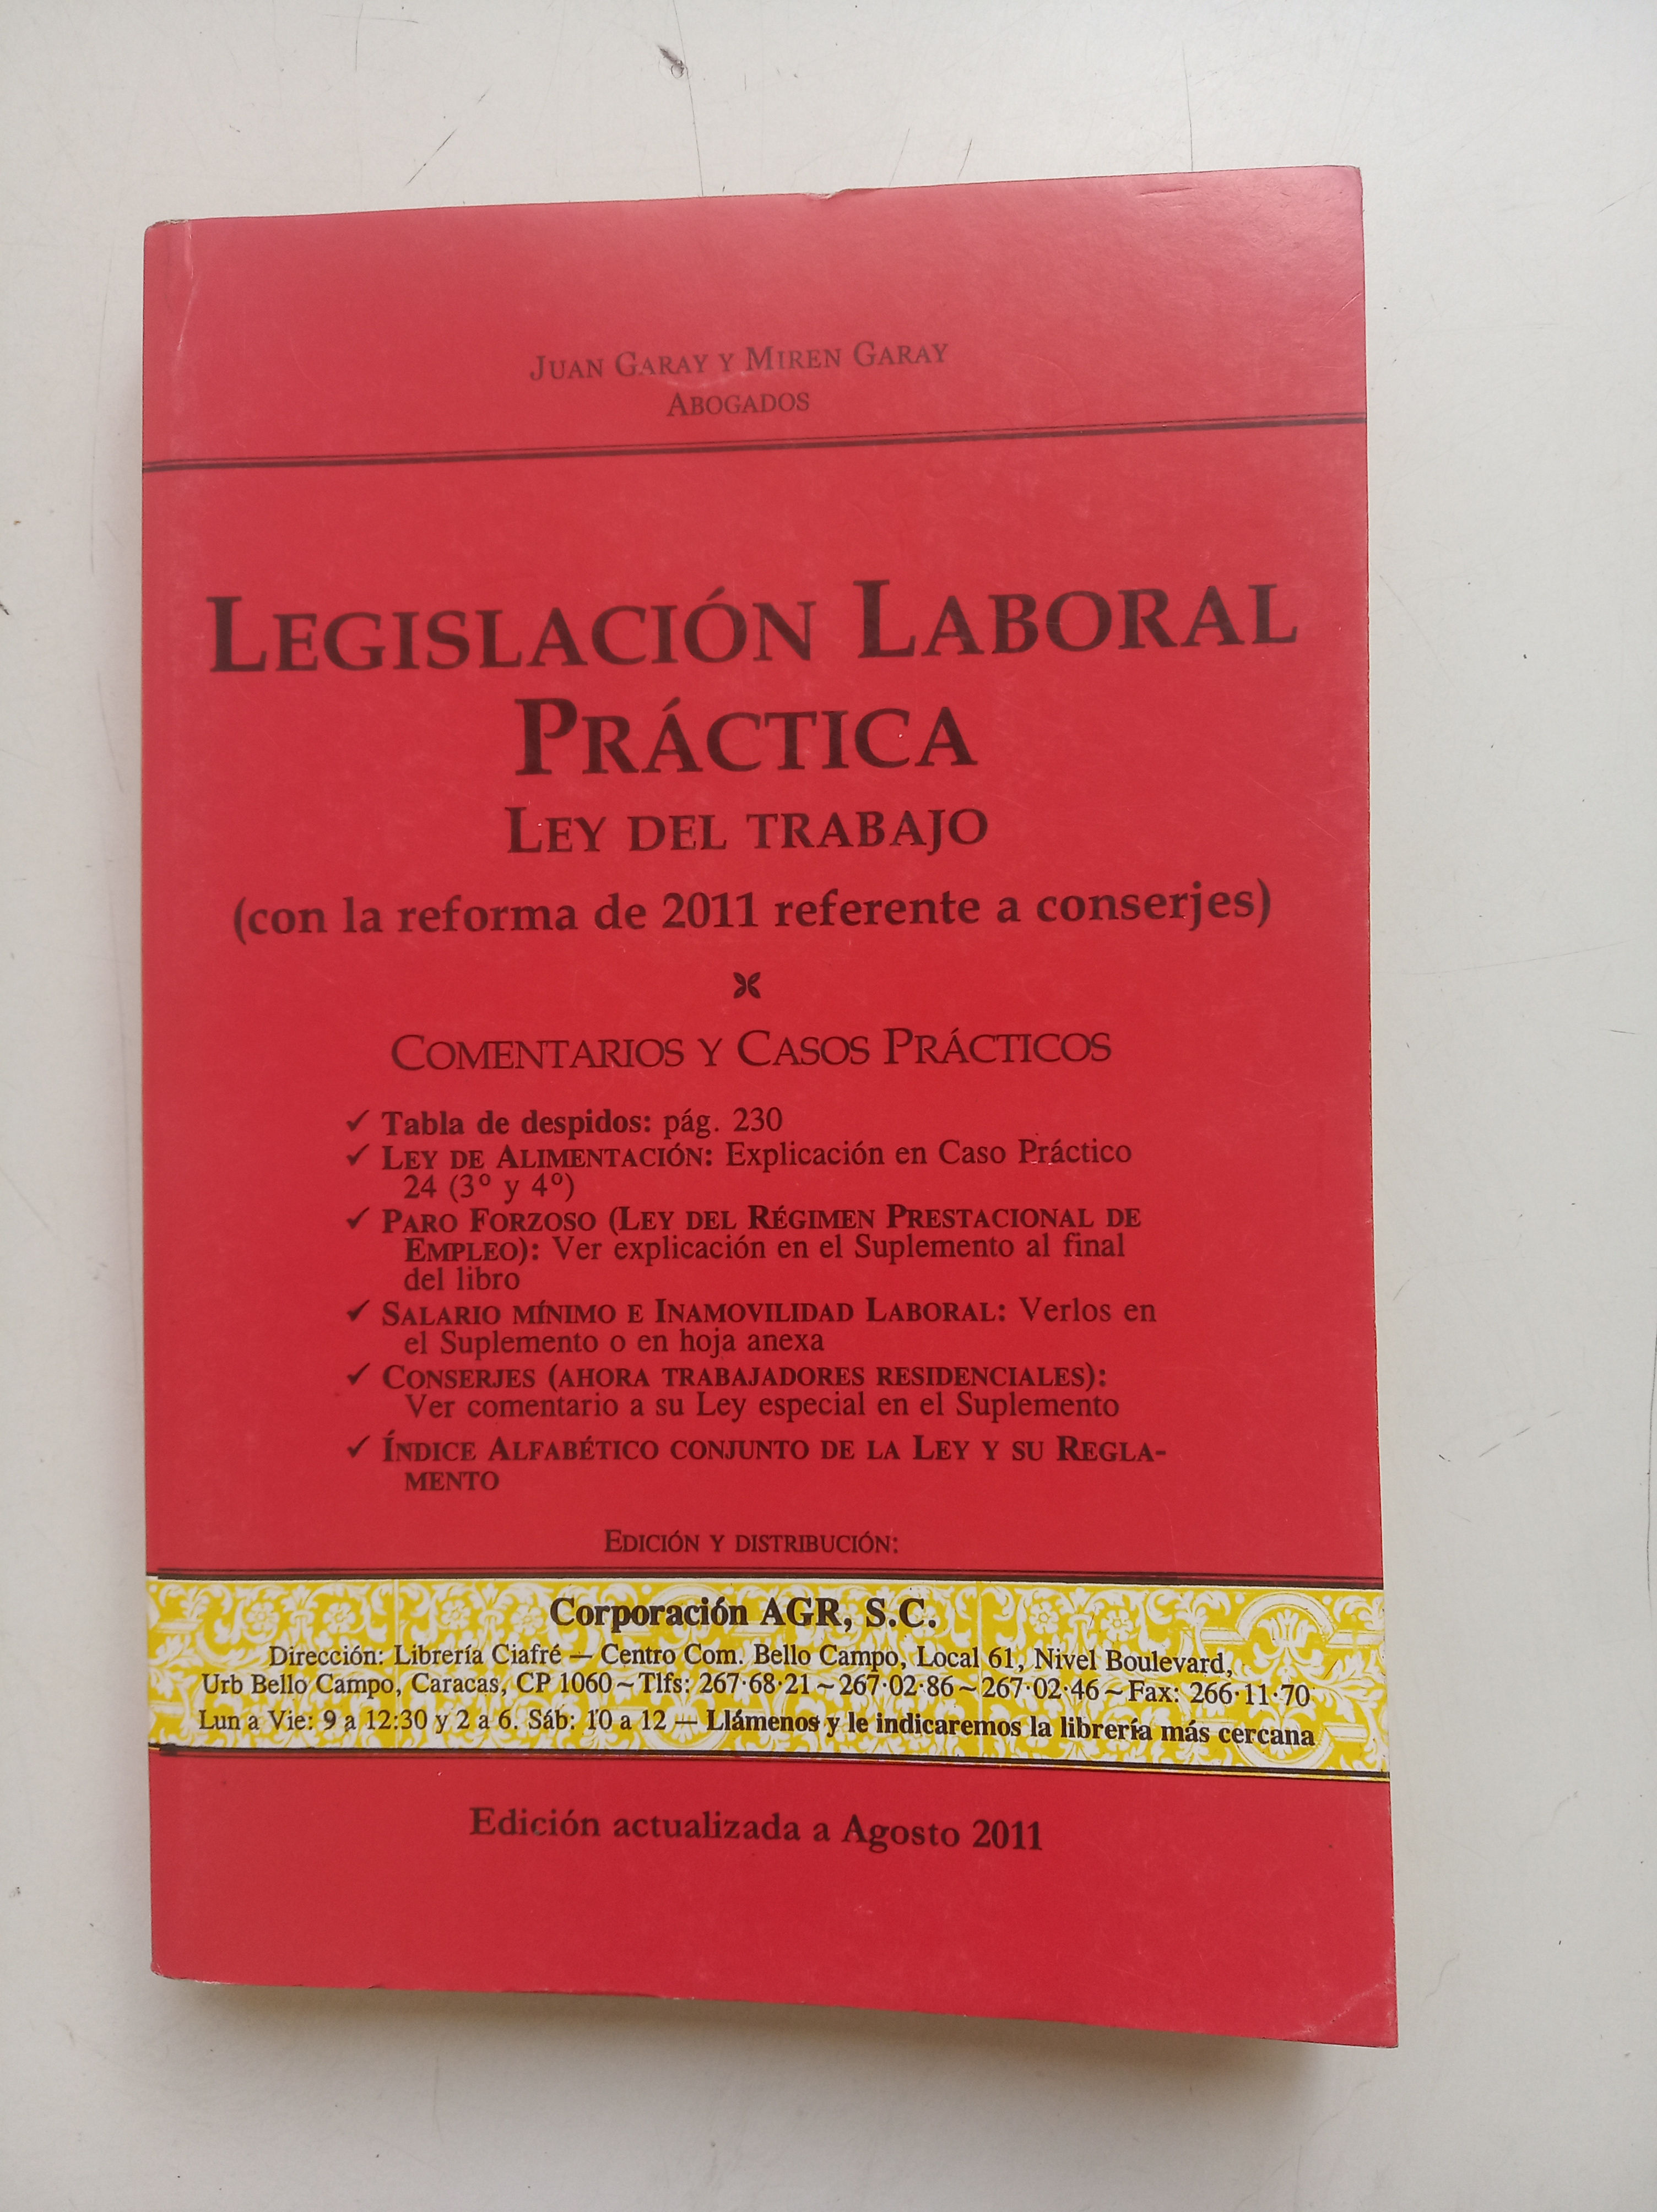 JUAN GARAY Y MIREN GARAY
ABOGADOS
LEGISLACIÓN LABORAL
PRÁCTICA
LEY DEL TRABAJO
(con la reforma de 2011 referente a conserjes)
COMENTARIOS Y CASOS PRÁCTICOS
✓ Tabla de despidos: pág. 230
✓ LEY DE ALIMENTACIÓN: Explicación en Caso Práctico
24 (3º y 4º)
✓ PARO FORZOSO (LEY DEL RÉGIMEN PRESTACIONAL DE
EMPLEO): Ver explicación en el Suplemento al final
del libro
✓ SALARIO MÍNIMO E INAMOVILIDAD LABORAL: Verlos en
el Suplemento o en hoja anexa
✓ CONSERJES (AHORA TRABAJADORES RESIDENCIALES):
Ver comentario a su Ley especial en el Suplemento
✓ ÍNDICE ALFABÉTICO CONJUNTO DE LA LEY Y SU REGLA-
MENTO
EDICIÓN Y DISTRIBUCIÓN:
Corporación AGR, S.C.
Dirección: Librería Ciafré — Centro Com. Bello Campo, Local 61, Nivel Boulevard,
Urb Bello Campo, Caracas, CP 1060 ~ Tlfs: 267·68·21 ~ 267·02·86 ~ 267·02·46 ~ Fax: 266·11·70
Lun a Vie: 9 a 12:30 y 2 a 6. Sáb: 10 a 12 — Llámenos y le indicaremos la librería más cercana
Edición actualizada a Agosto 2011